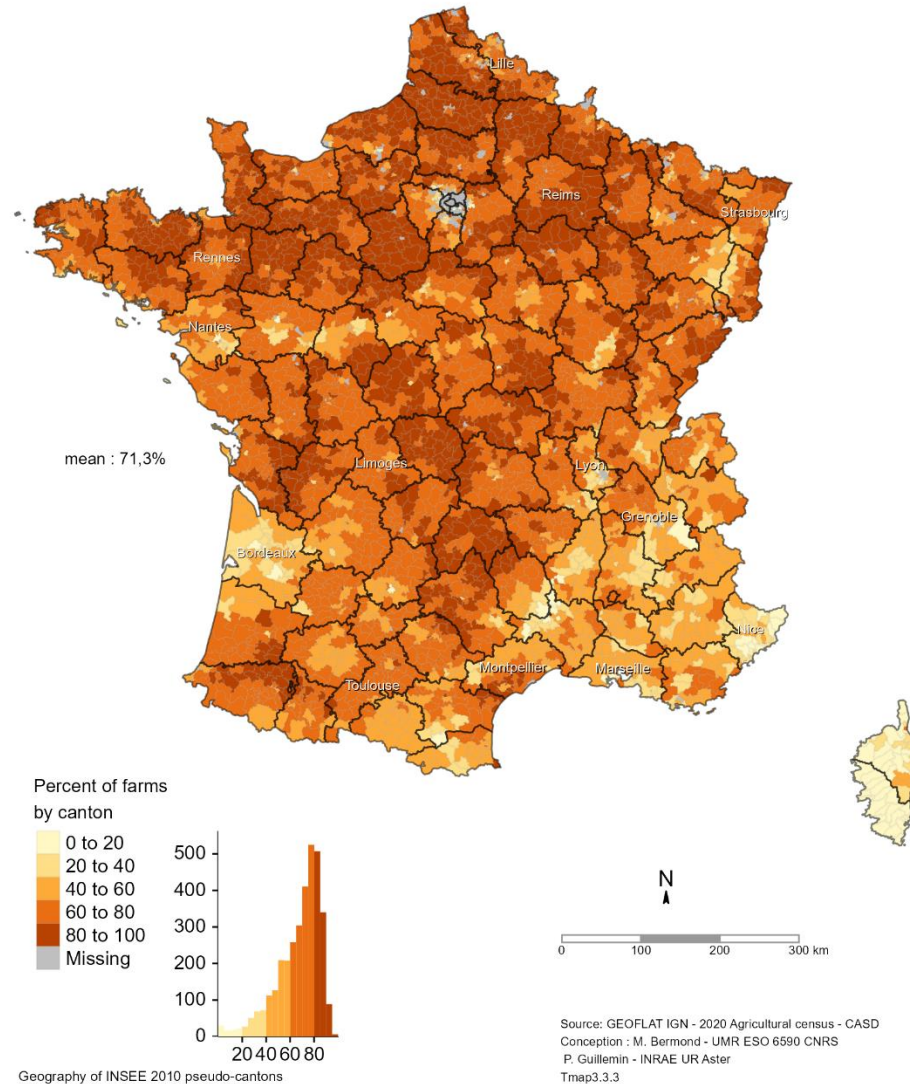 Lille
Reims
Strasbourg
Rennes
Nantes
mean : 71,3%
Limoges
Lyon
Grenoble
Bordeaux
Nice
Montpellier
Marseille
Toulouse
Percent of farms
by canton
0 to 20
20 to 40
40 to 60
60 to 80
80 to 100
Missing
500
400
300
200
100
0
20 40 60 80
N
0 100 200 300 km
Source: GEOFLAT IGN - 2020 Agricultural census - CASD
Conception : M. Bermond - UMR ESO 6590 CNRS
P. Guillemin - INRAE UR Aster
Tmap3.3.3
Geography of INSEE 2010 pseudo-cantons